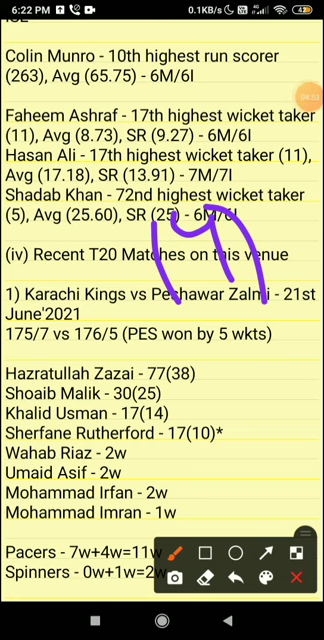 6:22 PM
0.1KB/s
4G
42
04:53
Colin Munro - 10th highest run scorer
(263), Avg (65.75) - 6M/6I
Faheem Ashraf - 17th highest wicket taker
(11), Avg (8.73), SR (9.27) - 6M/6I
Hasan Ali - 17th highest wicket taker (11),
Avg (17.18), SR (13.91) - 7M/7I
Shadab Khan - 72nd highest wicket taker
(5), Avg (25.60), SR (25) - 6M/6I
(iv) Recent T20 Matches on this venue
1) Karachi Kings vs Peshawar Zalmi - 21st
June'2021
175/7 vs 176/5 (PES won by 5 wkts)
Hazratullah Zazai - 77(38)
Shoaib Malik - 30(25)
Khalid Usman - 17(14)
Sherfane Rutherford - 17(10)*
Wahab Riaz - 2w
Umaid Asif - 2w
Mohammad Irfan - 2w
Mohammad Imran - 1w
Pacers - 7w+4w=11w
Spinners - 0w+1w=2w